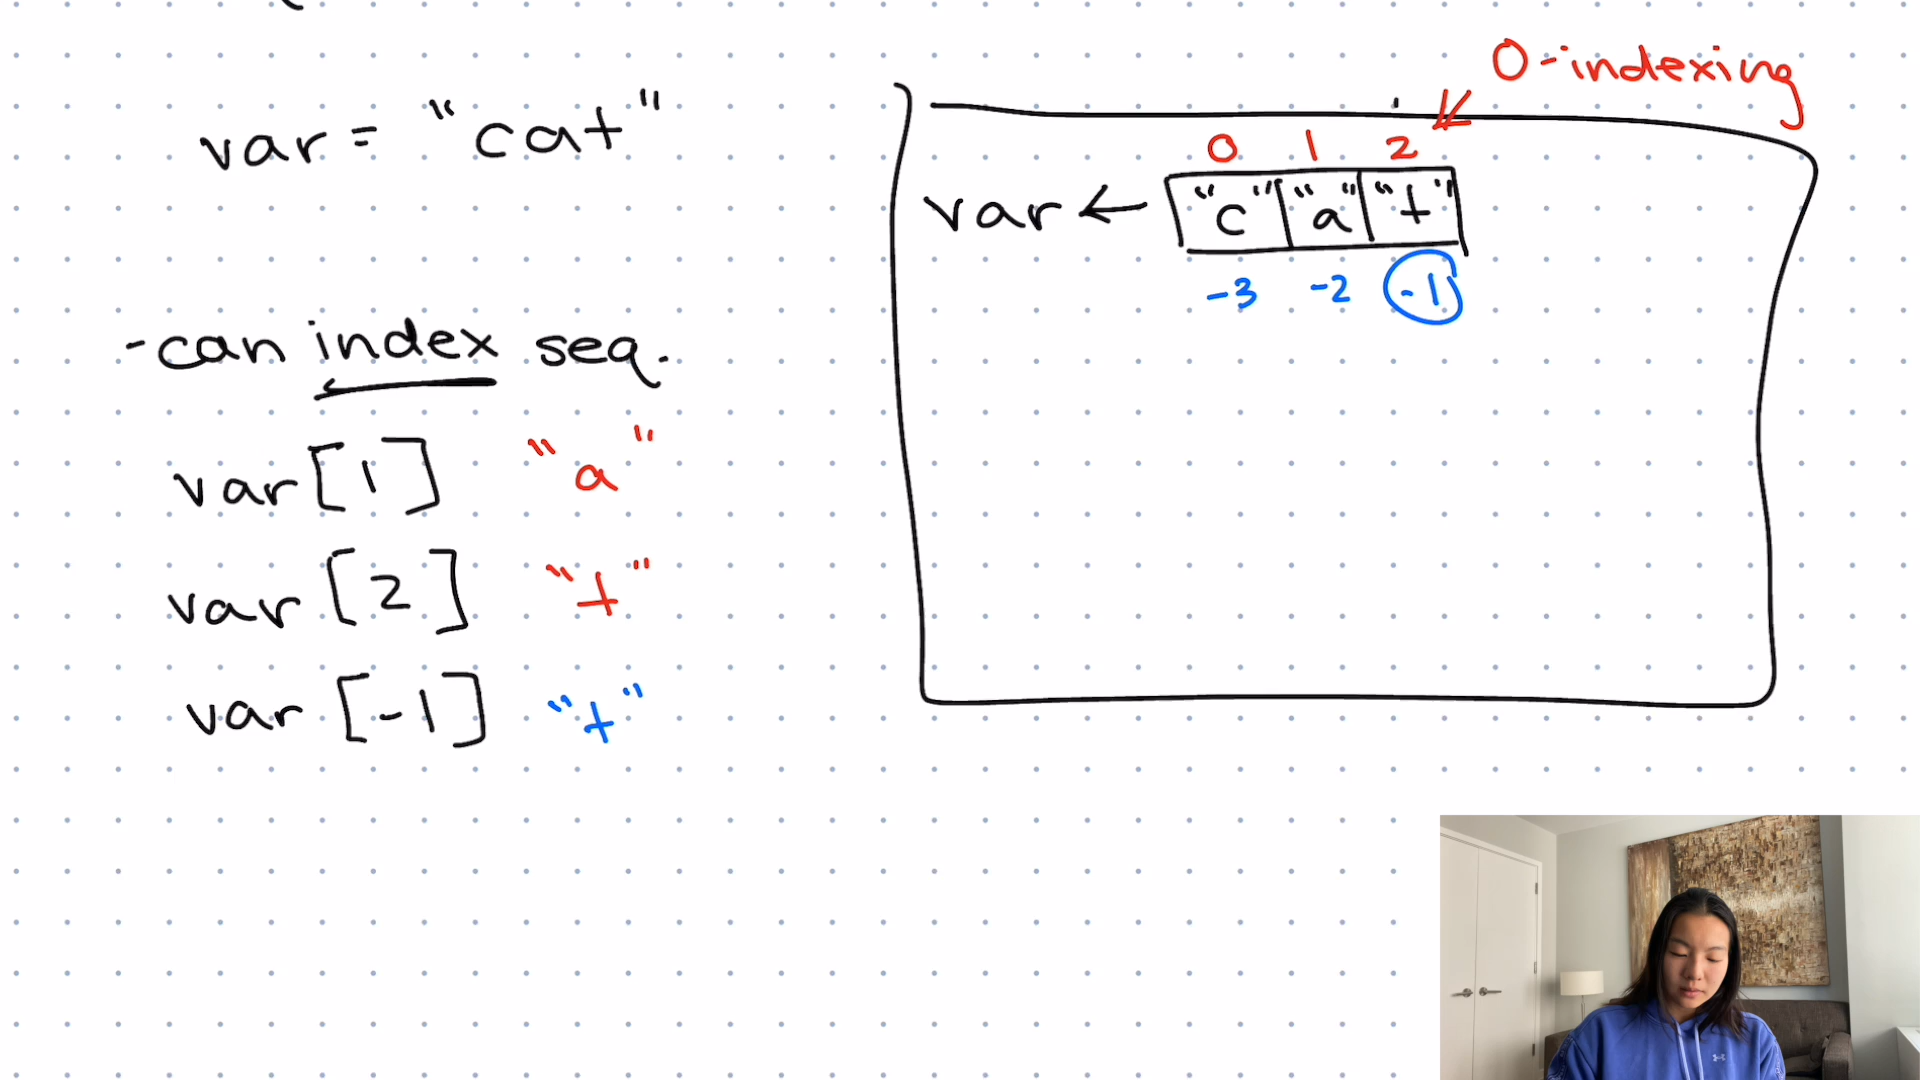 var = "cat"
-can index seq.
var[1] "a"
var[2] "t"
var[-1] "t"
0-indexing
0 1 2
var ← "c" "a" "t"
-3 -2 -1